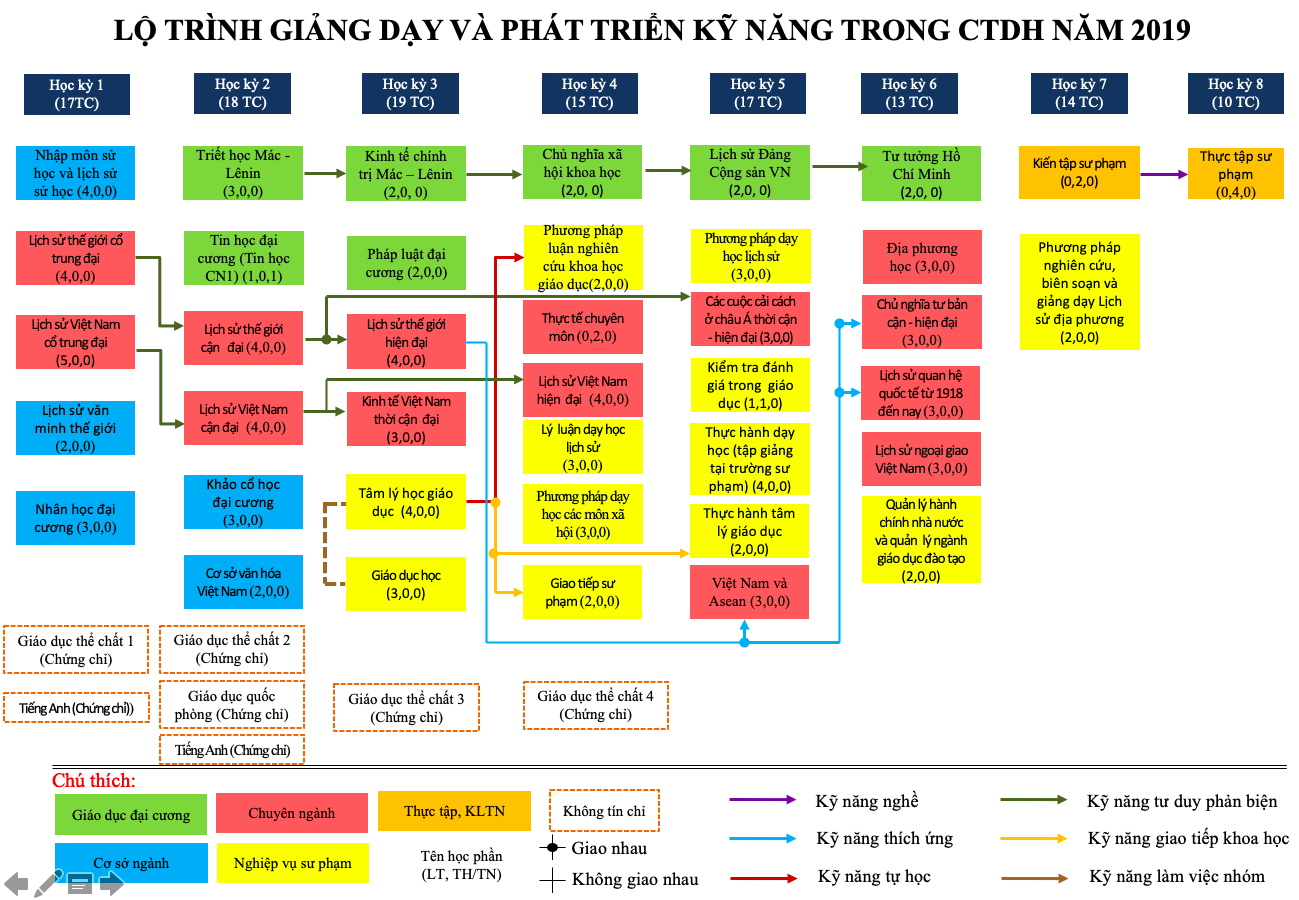 LỘ TRÌNH GIẢNG DẠY VÀ PHÁT TRIỂN KỸ NĂNG TRONG CTDH NĂM 2019
Học kỳ 1
(17TC)
Học kỳ 2
(18 TC)
Học kỳ 3
(19 TC)
Học kỳ 4
(15 TC)
Học kỳ 5
(17 TC)
Học kỳ 6
(13 TC)
Học kỳ 7
(14 TC)
Học kỳ 8
(10 TC)
Nhập môn sử
học và lịch sử
sử học (4,0,0)
Triết học Mác -
Lênin
(3,0,0)
Kinh tế chính
trị Mác – Lênin
(2,0, 0)
Chủ nghĩa xã
hội khoa học
(2,0, 0)
Lịch sử Đảng
Cộng sản VN
(2,0, 0)
Tư tưởng Hồ
Chí Minh
(2,0, 0)
Kiến tập sư phạm
(0,2,0)
Thực tập sư
phạm
(0,4,0)
Lịch sử thế giới cổ
trung đại
(4,0,0)
Tin học đại
cương (Tin học
CN1) (1,0,1)
Pháp luật đại
cương (2,0,0)
Phương pháp
luận nghiên
cứu khoa học
giáo dục(2,0,0)
Phương pháp dạy
học lịch sử
(3,0,0)
Địa phương
học (3,0,0)
Phương pháp
nghiên cứu,
biên soạn và
giảng dạy Lịch
sử địa phương
(2,0,0)
Lịch sử Việt Nam
cổ trung đại
(5,0,0)
Lịch sử thế giới
cận đại (4,0,0)
Lịch sử thế giới
hiện đại
(4,0,0)
Thực tế chuyên
môn (0,2,0)
Các cuộc cải cách
ở châu Á thời cận
- hiện đại (3,0,0)
Chủ nghĩa tư bản
cận - hiện đại
(3,0,0)
Lịch sử văn
minh thế giới
(2,0,0)
Lịch sử Việt Nam
cận đại (4,0,0)
Kinh tế Việt Nam
thời cận đại
(3,0,0)
Lịch sử Việt Nam
hiện đại (4,0,0)
Kiểm tra đánh
giá trong giáo
dục (1,1,0)
Lịch sử quan hệ
quốc tế từ 1918
đến nay (3,0,0)
Nhân học đại
cương (3,0,0)
Khảo cổ học
đại cương
(3,0,0)
Tâm lý học giáo
dục (4,0,0)
Lý luận dạy học
lịch sử
(3,0,0)
Thực hành dạy
học (tập giảng
tại trường sư
phạm) (4,0,0)
Lịch sử ngoại giao
Việt Nam (3,0,0)
Cơ sở văn hóa
Việt Nam (2,0,0)
Giáo dục học
(3,0,0)
Phương pháp dạy
học các môn xã
hội (3,0,0)
Thực hành tâm
lý giáo dục
(2,0,0)
Quản lý hành
chính nhà nước
và quản lý ngành
giáo dục đào tạo
(2,0,0)
Giao tiếp sư
phạm (2,0,0)
Việt Nam và
Asean (3,0,0)
Giáo dục thể chất 1
(Chứng chỉ)
Giáo dục thể chất 2
(Chứng chỉ)
Tiếng Anh (Chứng chỉ))
Giáo dục quốc
phòng (Chứng chỉ)
Giáo dục thể chất 3
(Chứng chỉ)
Giáo dục thể chất 4
(Chứng chỉ)
Tiếng Anh (Chứng chỉ)
Chú thích:
Giáo dục đại cương
Chuyên ngành
Thực tập, KLTN
Không tín chỉ
Cơ sở ngành
Nghiệp vụ sư phạm
Tên học phần
(LT, TH/TN)
Giao nhau
Không giao nhau
Kỹ năng nghề
Kỹ năng tư duy phản biện
Kỹ năng thích ứng
Kỹ năng giao tiếp khoa học
Kỹ năng tự học
Kỹ năng làm việc nhóm